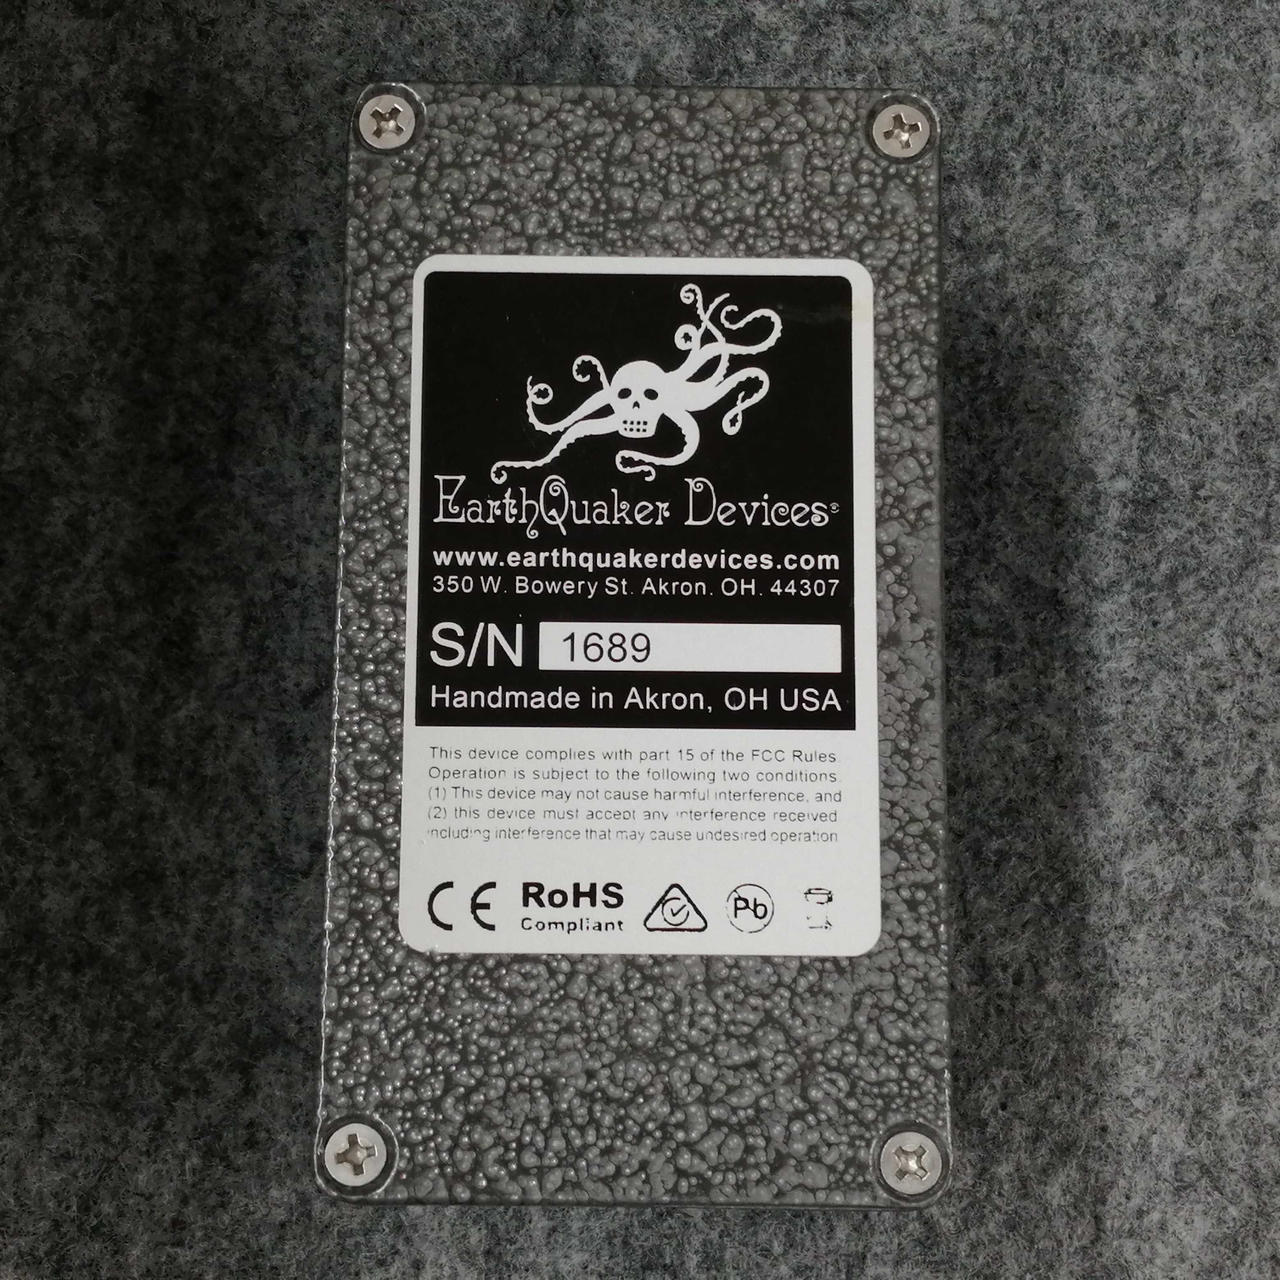 EarthQuaker Devices®
www.earthquakerdevices.com
350 W. Bowery St. Akron. OH. 44307
S/N 1689
Handmade in Akron, OH USA
This device complies with part 15 of the FCC Rules
Operation is subject to the following two conditions
(1) This device may not cause harmful interference, and
(2) this device must accept any interference received
including interference that may cause undesired operation
CE RoHS Pb
Compliant